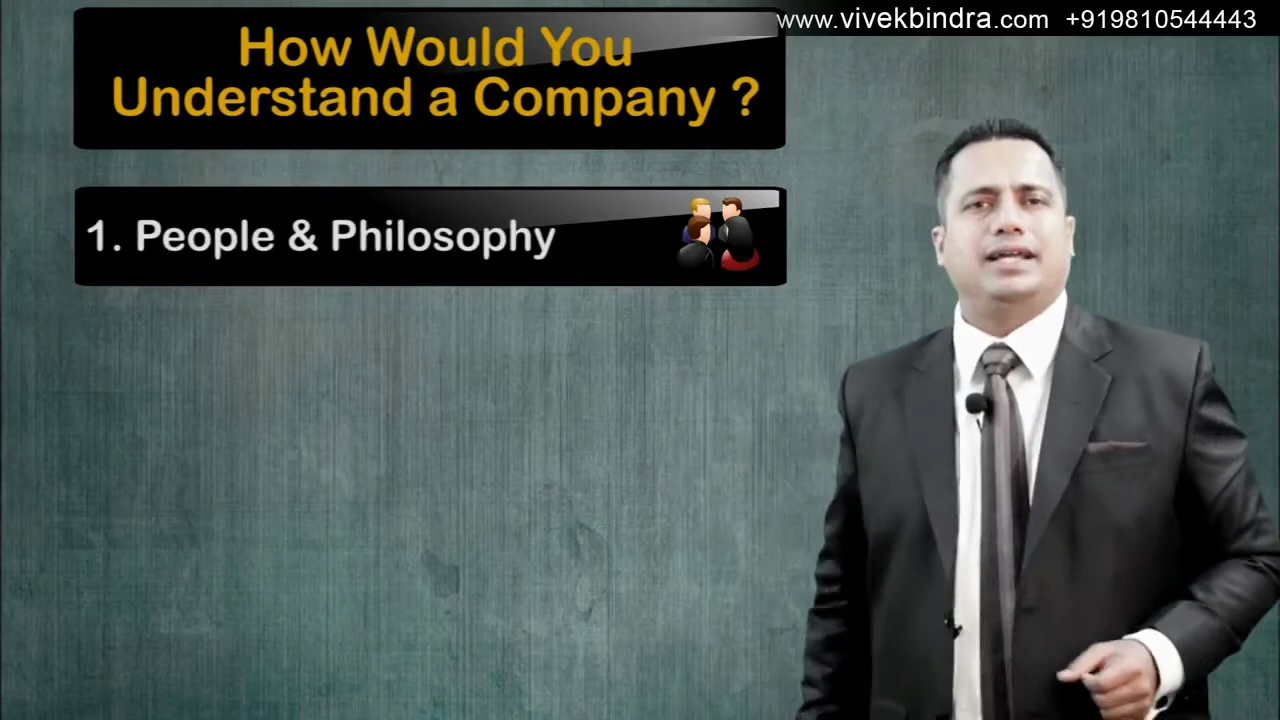 www.vivekbindra.com +919810544443
How Would You
Understand a Company ?
1. People & Philosophy